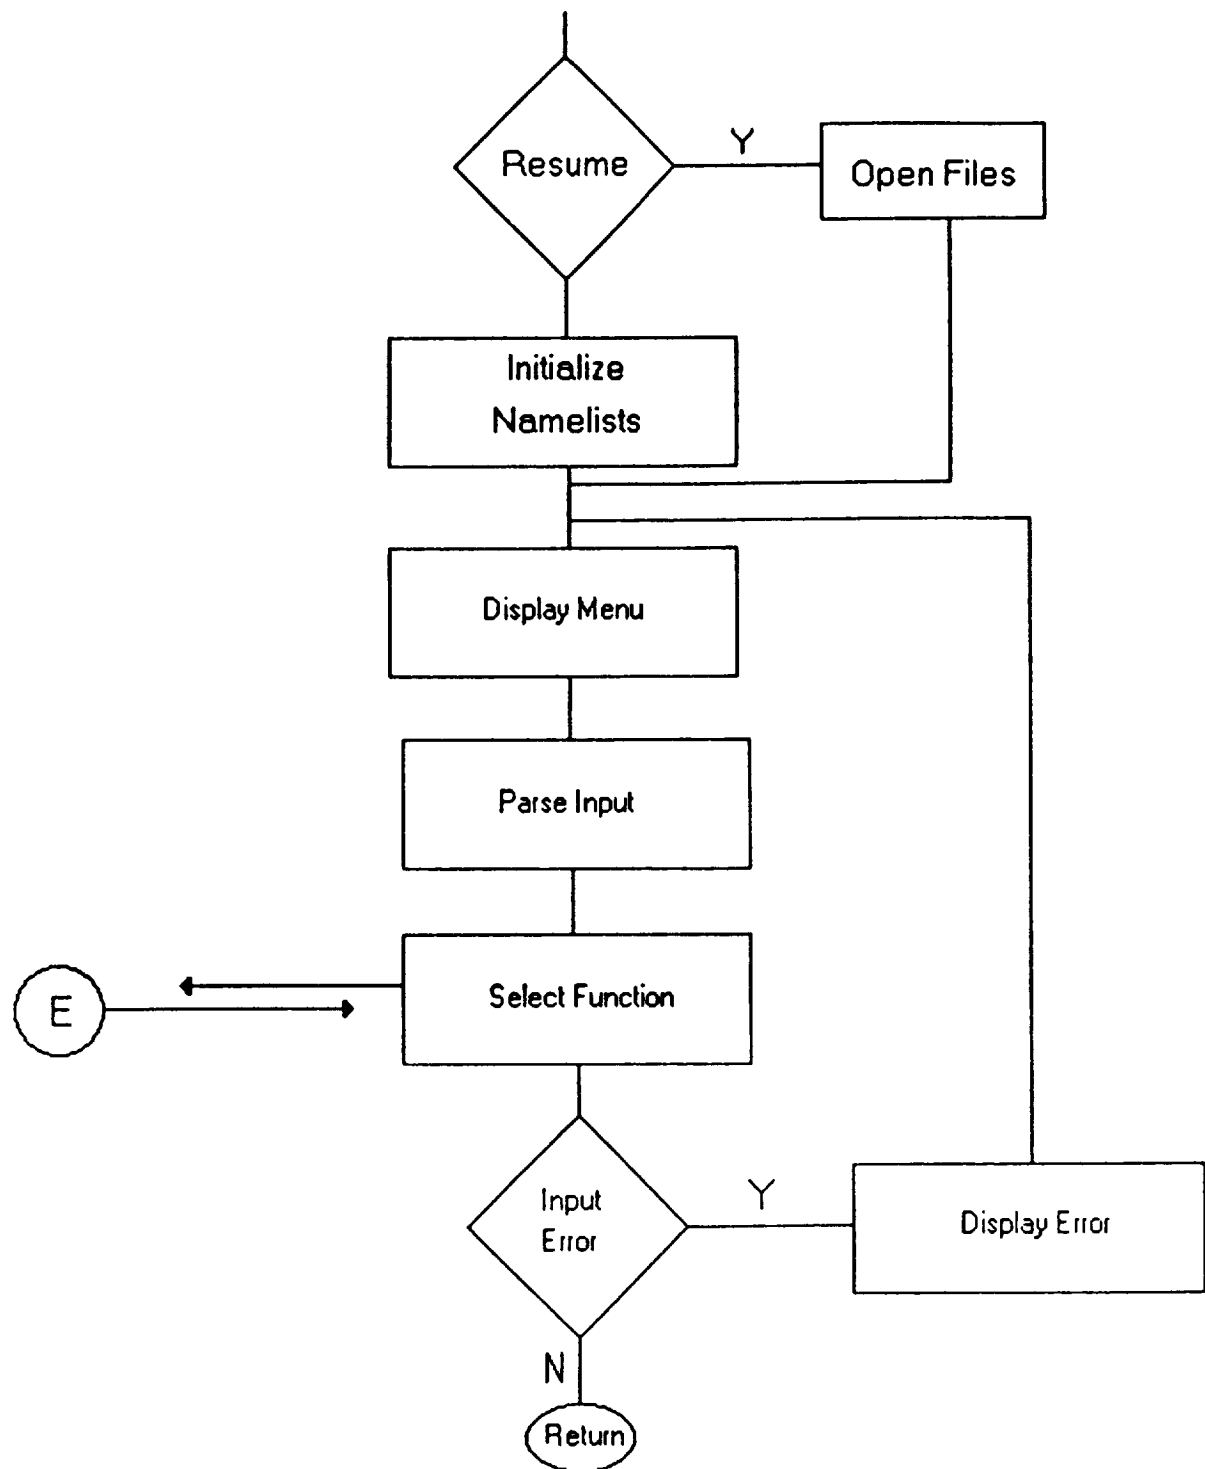 Resume
Y
Open Files
Initialize
Namelists
Display Menu
Parse Input
E
Select Function
Input
Error
Y
Display Error
N
Return